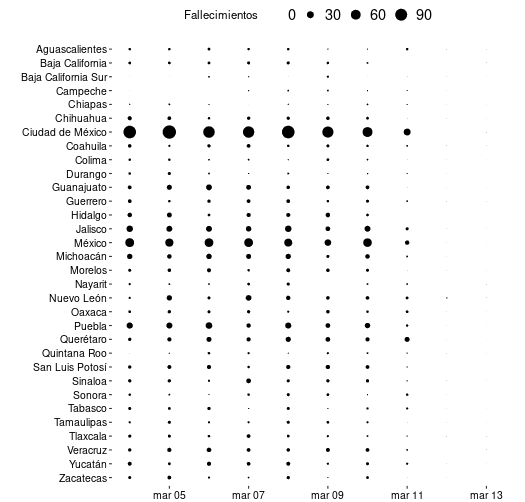 Fallecimientos 0 30 60 90
Aguascalientes
Baja California
Baja California Sur
Campeche
Chiapas
Chihuahua
Ciudad de México
Coahuila
Colima
Durango
Guanajuato
Guerrero
Hidalgo
Jalisco
México
Michoacán
Morelos
Nayarit
Nuevo León
Oaxaca
Puebla
Querétaro
Quintana Roo
San Luis Potosí
Sinaloa
Sonora
Tabasco
Tamaulipas
Tlaxcala
Veracruz
Yucatán
Zacatecas
mar 05 mar 07 mar 09 mar 11 mar 13